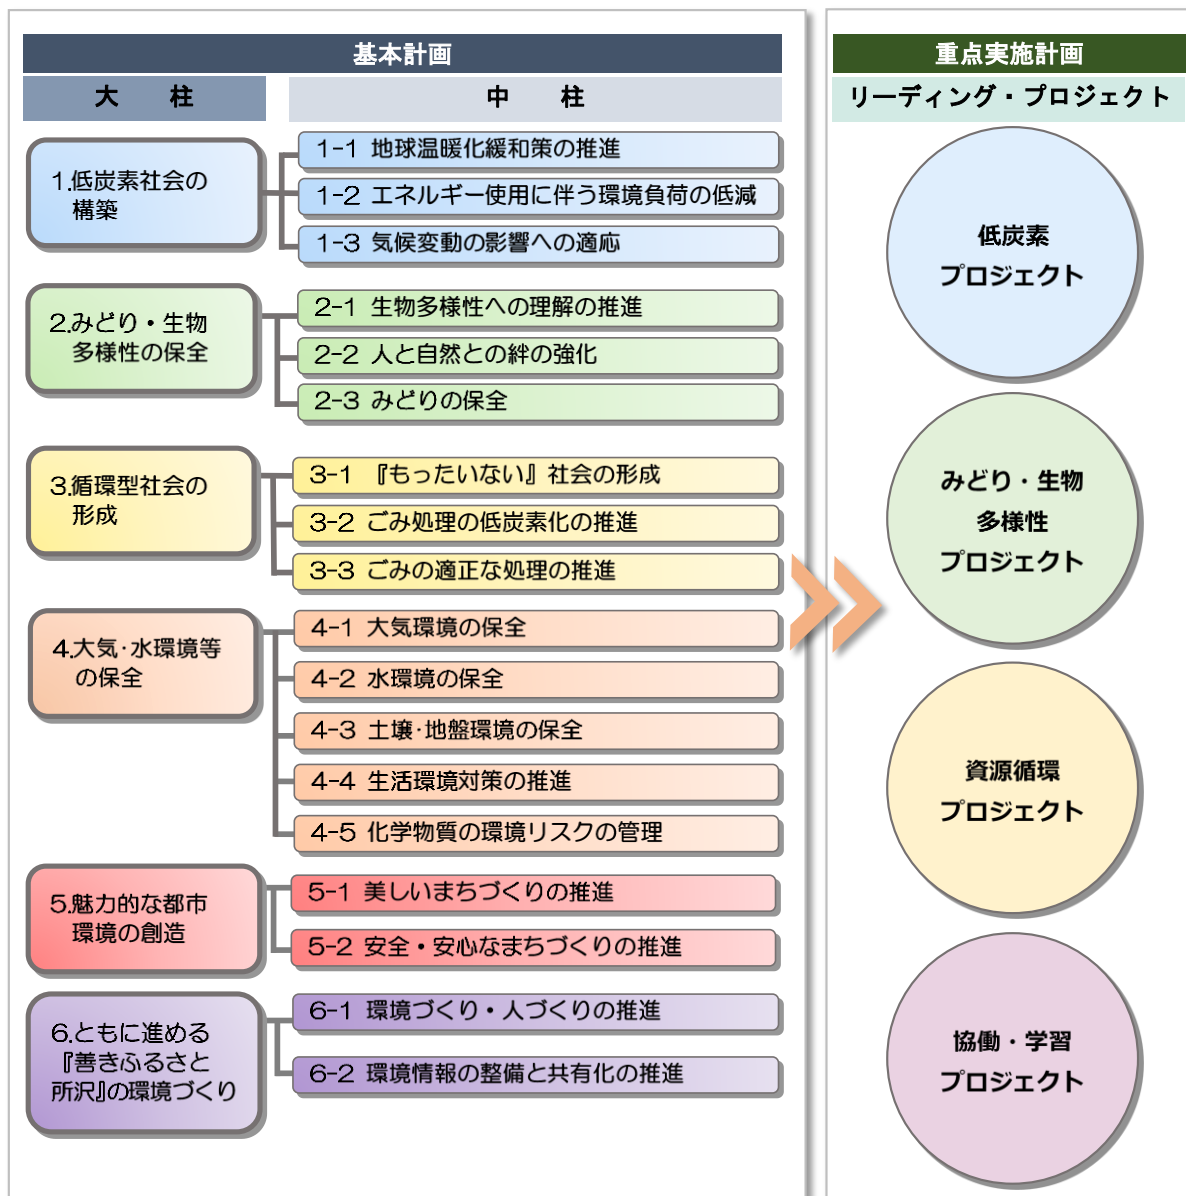 基本計画
大　柱
中　柱
1.低炭素社会の
構築
1-1 地球温暖化緩和策の推進
1-2 エネルギー使用に伴う環境負荷の低減
1-3 気候変動の影響への適応
2.みどり・生物
多様性の保全
2-1 生物多様性への理解の推進
2-2 人と自然との絆の強化
2-3 みどりの保全
3.循環型社会の
形成
3-1 『もったいない』社会の形成
3-2 ごみ処理の低炭素化の推進
3-3 ごみの適正な処理の推進
4.大気・水環境等
の保全
4-1 大気環境の保全
4-2 水環境の保全
4-3 土壌・地盤環境の保全
4-4 生活環境対策の推進
4-5 化学物質の環境リスクの管理
5.魅力的な都市
環境の創造
5-1 美しいまちづくりの推進
5-2 安全・安心なまちづくりの推進
6.ともに進める
『善きふるさと
所沢』の環境づくり
6-1 環境づくり・人づくりの推進
6-2 環境情報の整備と共有化の推進
重点実施計画
リーディング・プロジェクト
低炭素
プロジェクト
みどり・生物
多様性
プロジェクト
資源循環
プロジェクト
協働・学習
プロジェクト